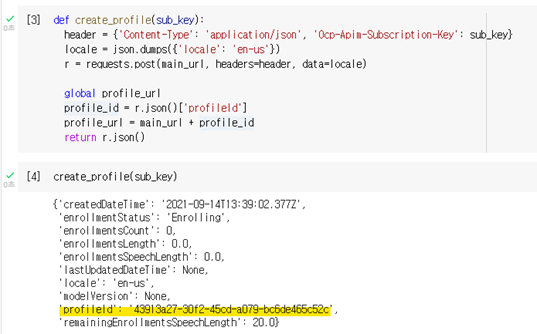 [3] def create_profile(sub_key):
0초
header = {'Content-Type': 'application/json', 'Ocp-Apim-Subscription-Key': sub_key}
locale = json.dumps({'locale': 'en-us'})
r = requests.post(main_url, headers=header, data=locale)
global profile_url
profile_id = r.json()['profileId']
profile_url = main_url + profile_id
return r.json()
[4] create_profile(sub_key)
0초
{'createdDateTime': '2021-09-14T13:39:02.377Z',
'enrollmentStatus': 'Enrolling',
'enrollmentsCount': 0,
'enrollmentsLength': 0.0,
'enrollmentsSpeechLength': 0.0,
'lastUpdatedDateTime': None,
'locale': 'en-us',
'modelVersion': None,
'profileId': '43913a27-30f2-45cd-a079-bc6de465c52c',
'remainingEnrollmentsSpeechLength': 20.0}